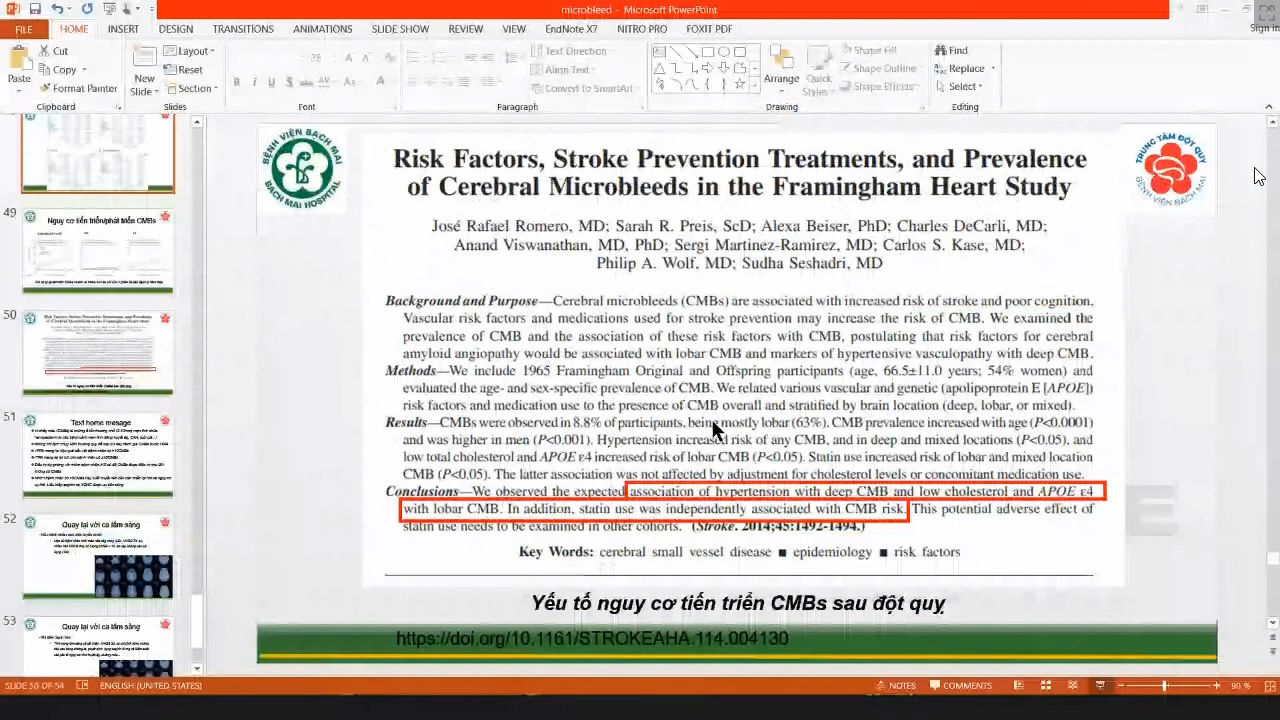 microbleed - Microsoft PowerPoint
Sign in
FILE HOME INSERT DESIGN TRANSITIONS ANIMATIONS SLIDE SHOW REVIEW VIEW EndNote X7 NITRO PRO FOXIT PDF
Paste
Cut
Copy
Format Painter
New
Slide
Layout
Reset
Section
28
B I U S abc AV Aa A
Text Direction
Align Text
Convert to SmartArt
Arrange
Quick
Styles
Shape Fill
Shape Outline
Shape Effects
Find
Replace
Select
Clipboard Slides Font Paragraph Drawing Editing
49
Nguy cơ tiến triển/phát triển CMBs
50
51
Text home mesage
52
Quay lại ca lâm sàng
53
Quay lại ca lâm sàng
BỆNH VIỆN BẠCH MAI
BACH MAI HOSPITAL
TRUNG TÂM ĐỘT QUỴ
BỆNH VIỆN BẠCH MAI
Risk Factors, Stroke Prevention Treatments, and Prevalence
of Cerebral Microbleeds in the Framingham Heart Study
José Rafael Romero, MD; Sarah R. Preis, ScD; Alexa Beiser, PhD; Charles DeCarli, MD;
Anand Viswanathan, MD, PhD; Sergi Martinez-Ramirez, MD; Carlos S. Kase, MD;
Philip A. Wolf, MD; Sudha Seshadri, MD
Background and Purpose—Cerebral microbleeds (CMBs) are associated with increased risk of stroke and poor cognition.
Vascular risk factors and medications used for stroke prevention may increase the risk of CMB. We examined the
prevalence of CMB and the association of these risk factors with CMB, postulating that risk factors for cerebral
amyloid angiopathy would be associated with lobar CMB and markers of hypertensive vasculopathy with deep CMB.
Methods—We include 1965 Framingham Original and Offspring participants (age, 66.5±11.0 years; 54% women) and
evaluated the age- and sex-specific prevalence of CMB. We related various vascular and genetic (apolipoprotein E [APOE])
risk factors and medication use to the presence of CMB overall and stratified by brain location (deep, lobar, or mixed).
Results—CMBs were observed in 8.8% of participants, being mostly lobar (63%). CMB prevalence increased with age (P<0.0001)
and was higher in men (P<0.001). Hypertension increased risk of any CMB, and in deep and mixed locations (P<0.05), and
low total cholesterol and APOE ε4 increased risk of lobar CMB (P<0.05). Statin use increased risk of lobar and mixed location
CMB (P<0.05). The latter association was not affected by adjustment for cholesterol levels or concomitant medication use.
Conclusions—We observed the expected association of hypertension with deep CMB and low cholesterol and APOE ε4
with lobar CMB. In addition, statin use was independently associated with CMB risk. This potential adverse effect of
statin use needs to be examined in other cohorts. (Stroke. 2014;45:1492-1494.)
Key Words: cerebral small vessel disease ■ epidemiology ■ risk factors
Yếu tố nguy cơ tiến triển CMBs sau đột quỵ
https://doi.org/10.1161/STROKEAHA.114.004130
SLIDE 50 OF 54 ENGLISH (UNITED STATES) NOTES COMMENTS 90 %